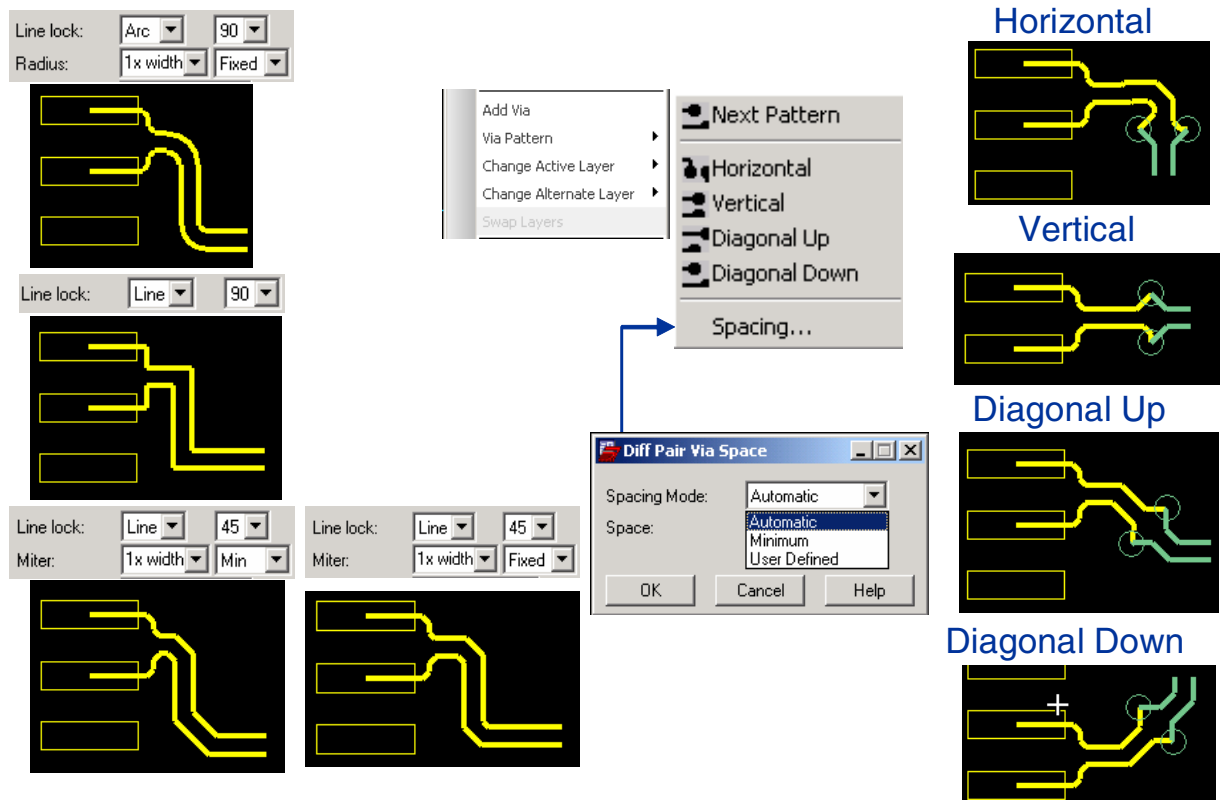 Line lock: Arc 90
Radius: 1x width Fixed
Line lock: Line 90
Line lock: Line 45
Miter: 1x width Min
Line lock: Line 45
Miter: 1x width Fixed
Add Via
Via Pattern
Change Active Layer
Change Alternate Layer
Swap Layers
Next Pattern
Horizontal
Vertical
Diagonal Up
Diagonal Down
Spacing...
Diff Pair Via Space
Spacing Mode: Automatic
Space:
Automatic
Minimum
User Defined
OK Cancel Help
Horizontal
Vertical
Diagonal Up
Diagonal Down